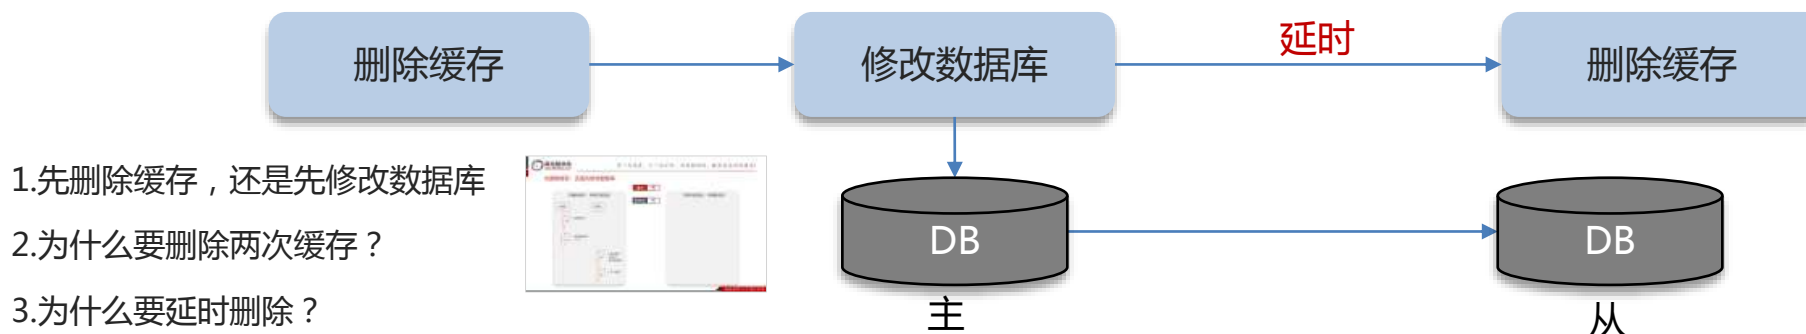 延时
删除缓存
修改数据库
删除缓存
1.先删除缓存，还是先修改数据库
2.为什么要删除两次缓存？
3.为什么要延时删除？
DB
DB
主
从